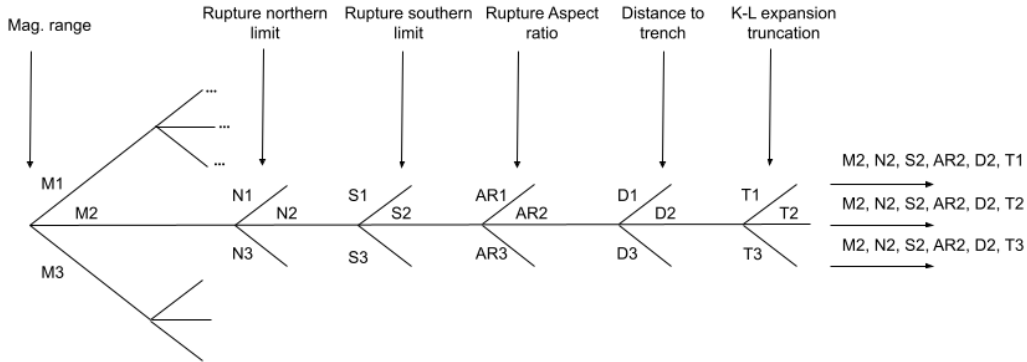 Mag. range
Rupture northern
limit
Rupture southern
limit
Rupture Aspect
ratio
Distance to
trench
K-L expansion
truncation
...
...
...
M1
M2
M3
N1
N2
N3
S1
S2
S3
AR1
AR2
AR3
D1
D2
D3
T1
T2
T3
M2, N2, S2, AR2, D2, T1
M2, N2, S2, AR2, D2, T2
M2, N2, S2, AR2, D2, T3